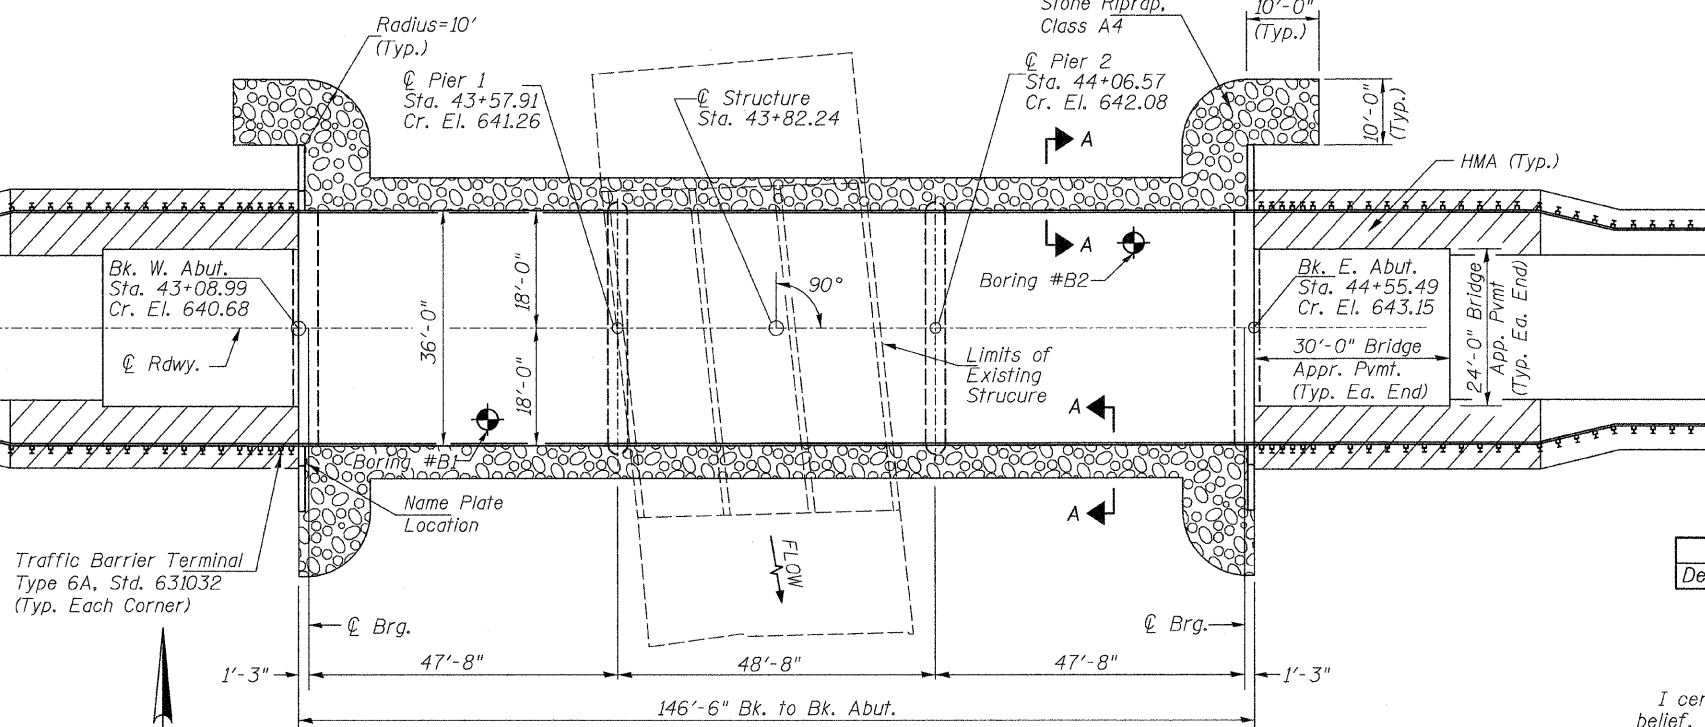 Radius=10'
(Typ.)
℄ Pier 1
Sta. 43+57.91
Cr. El. 641.26
℄ Structure
Sta. 43+82.24
Stone Riprap,
Class A4
℄ Pier 2
Sta. 44+06.57
Cr. El. 642.08
10'-0"
(Typ.)
10'-0"
(Typ.)
A
HMA (Typ.)
A
Bk. W. Abut.
Sta. 43+08.99
Cr. El. 640.68
℄ Rdwy.
36'-0"
18'-0"
18'-0"
90°
Boring #B2
Bk. E. Abut.
Sta. 44+55.49
Cr. El. 643.15
30'-0" Bridge
Appr. Pvmt.
(Typ. Ea. End)
24'-0" Bridge
App. Pvmt
(Typ. Ea. End)
Limits of
Existing
Strucure
A
Boring #B1
Name Plate
Location
A
FLOW
Traffic Barrier Terminal
Type 6A, Std. 631032
(Typ. Each Corner)
De
℄ Brg.
℄ Brg.
1'-3"
47'-8"
48'-8"
47'-8"
1'-3"
146'-6" Bk. to Bk. Abut.
I cer
belief,